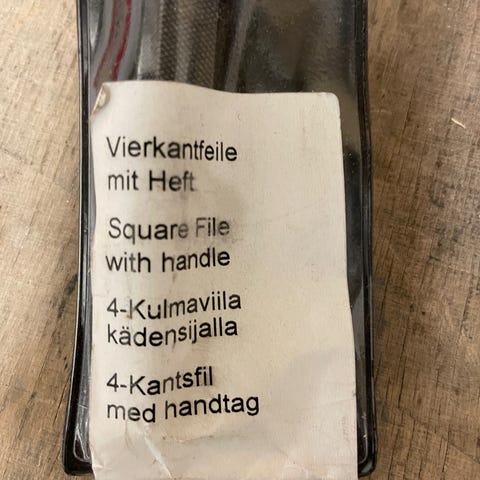 Vierkantfeile
mit Heft
Square File
with handle
4-Kulmaviila
kädensijalla
4-Kantsfil
med handtag